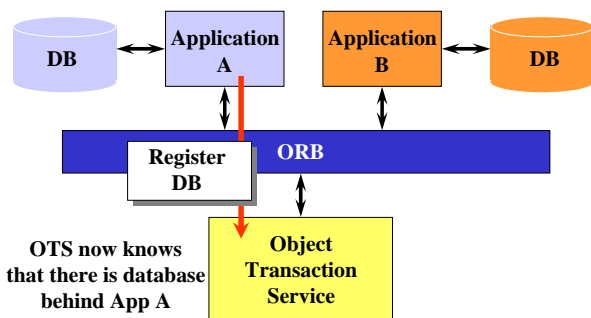 DB
Application
A
Application
B
DB
ORB
Register
DB
OTS now knows
that there is database
behind App A
Object
Transaction
Service